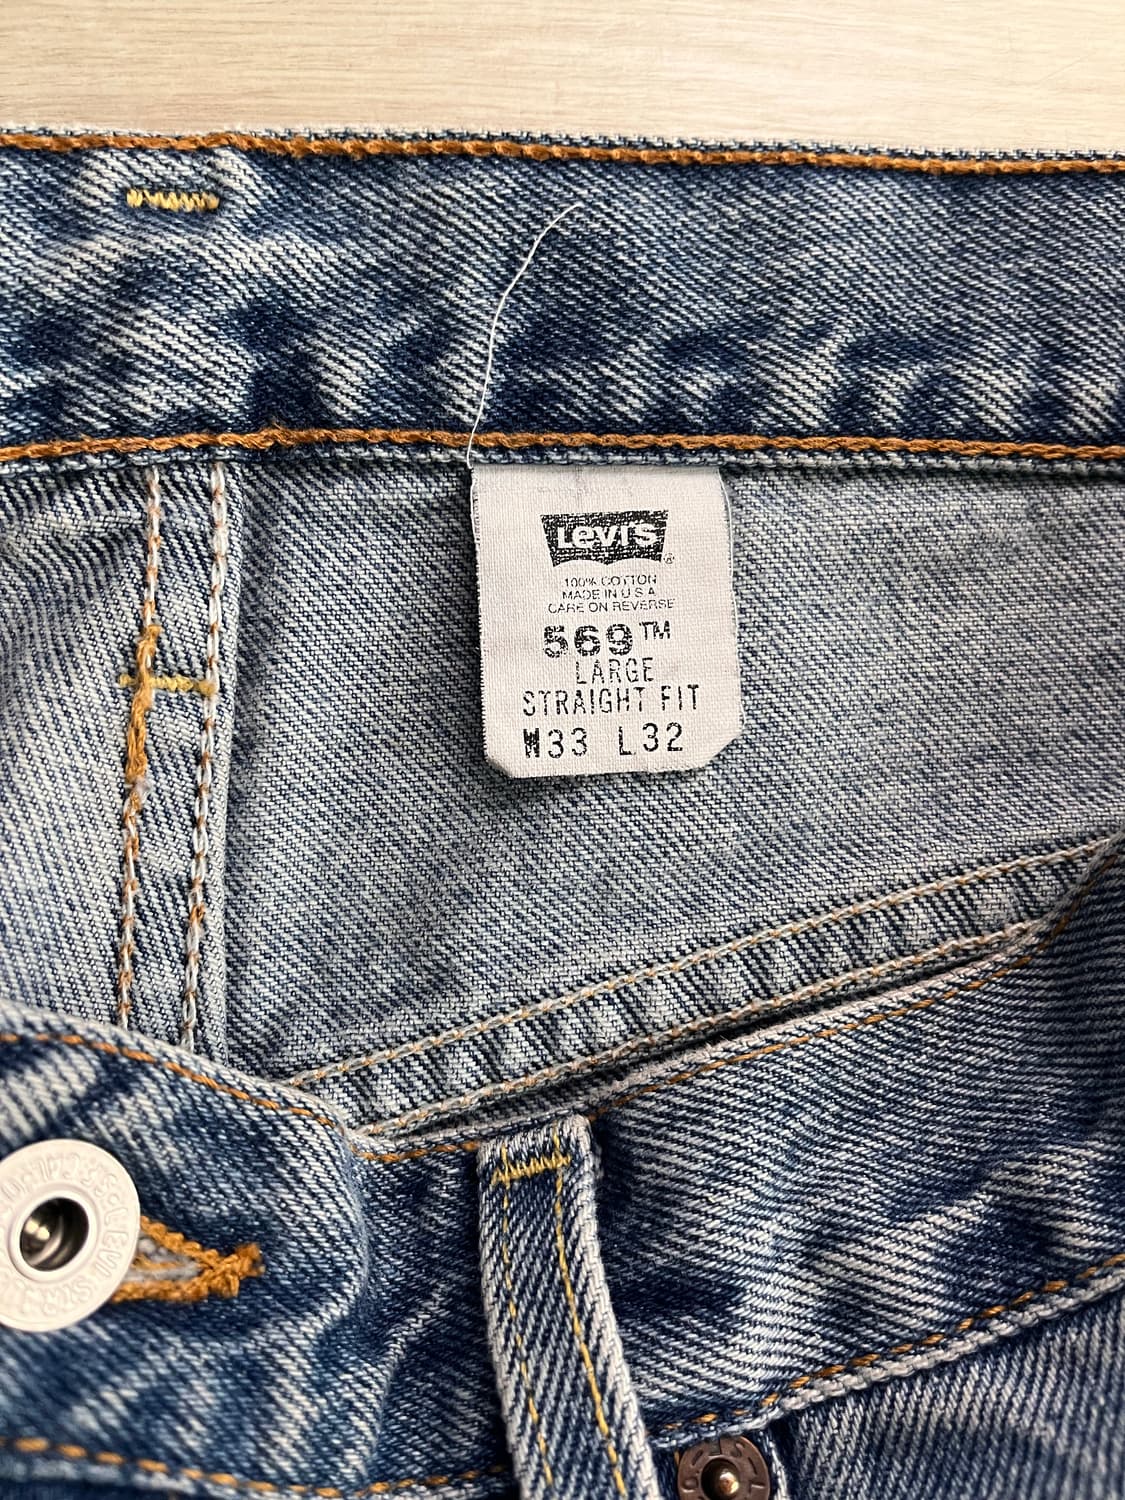 Levi's®
100% COTTON
MADE IN U S A
CARE ON REVERSE
569™
LARGE
STRAIGHT FIT
W33 L32